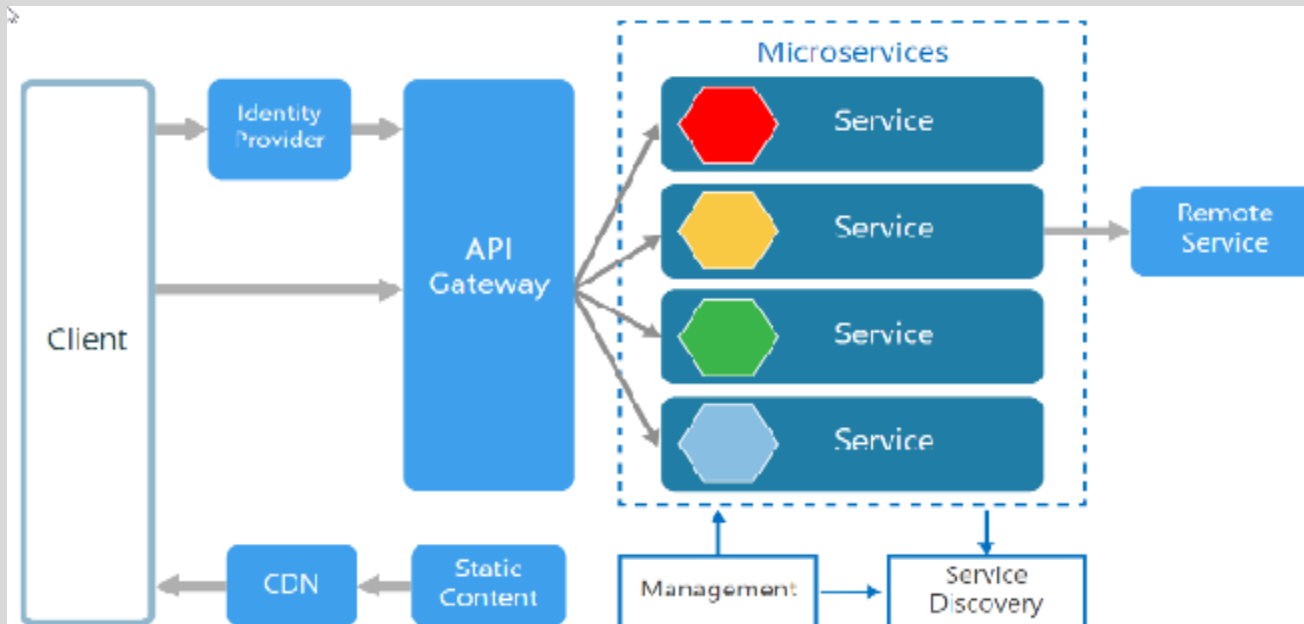 Microservices
Identity
Provider
Service
API
Gateway
Service
Remote
Service
Client
Service
Service
CDN
Static
Content
Management
Service
Discovery